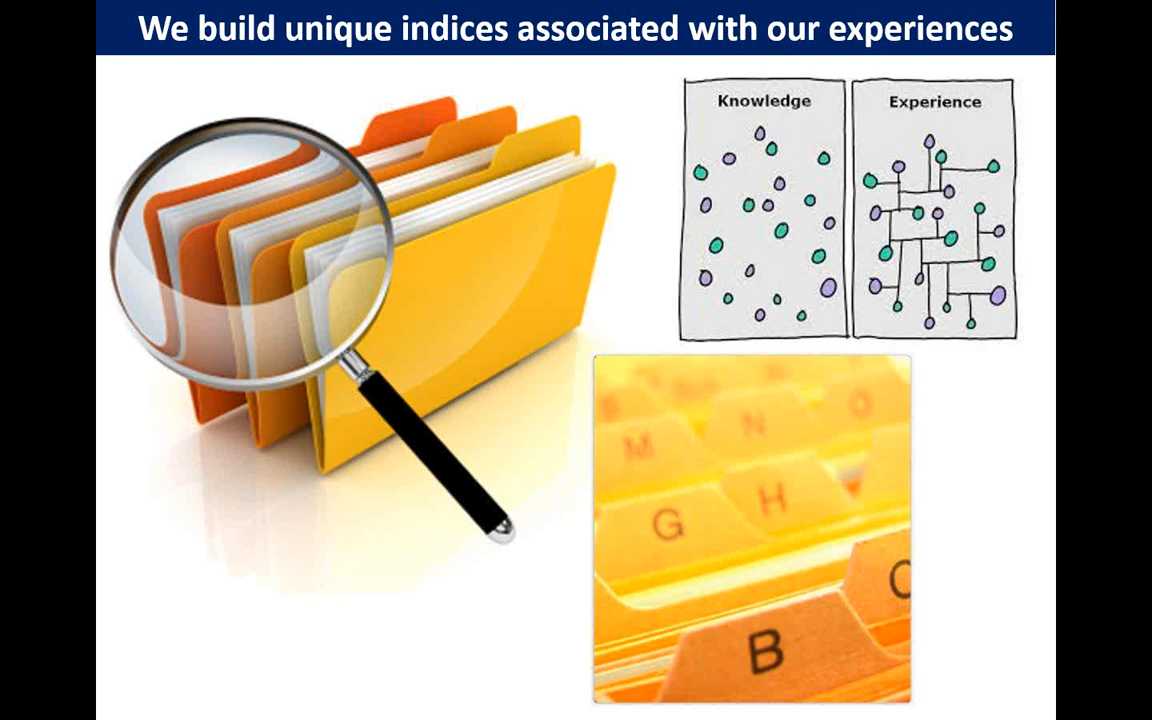 We build unique indices associated with our experiences
Knowledge
Experience
M
N
O
G
H
C
B